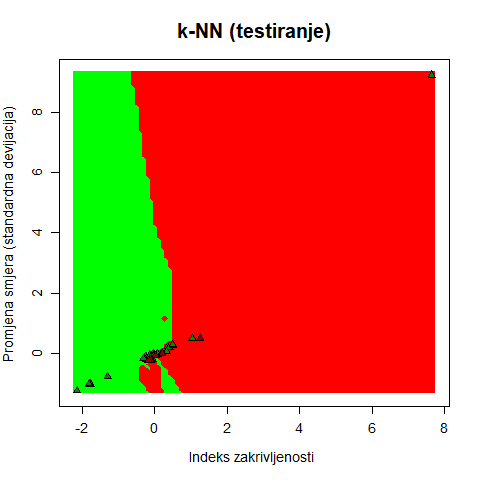 k-NN (testiranje)
Promjena smjera (standardna devijacija)
8
6
4
2
0
-2 0 2 4 6 8
Indeks zakrivljenosti